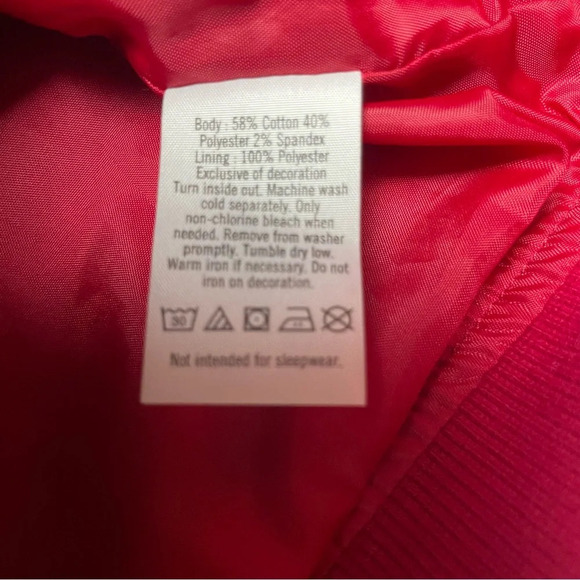 Body : 58% Cotton 40%
Polyester 2% Spandex
Lining : 100% Polyester
Exclusive of decoration
Turn inside out. Machine wash
cold separately. Only
non-chlorine bleach when
needed. Remove from washer
promptly. Tumble dry low.
Warm iron if necessary. Do not
iron on decoration.
30
Not intended for sleepwear.